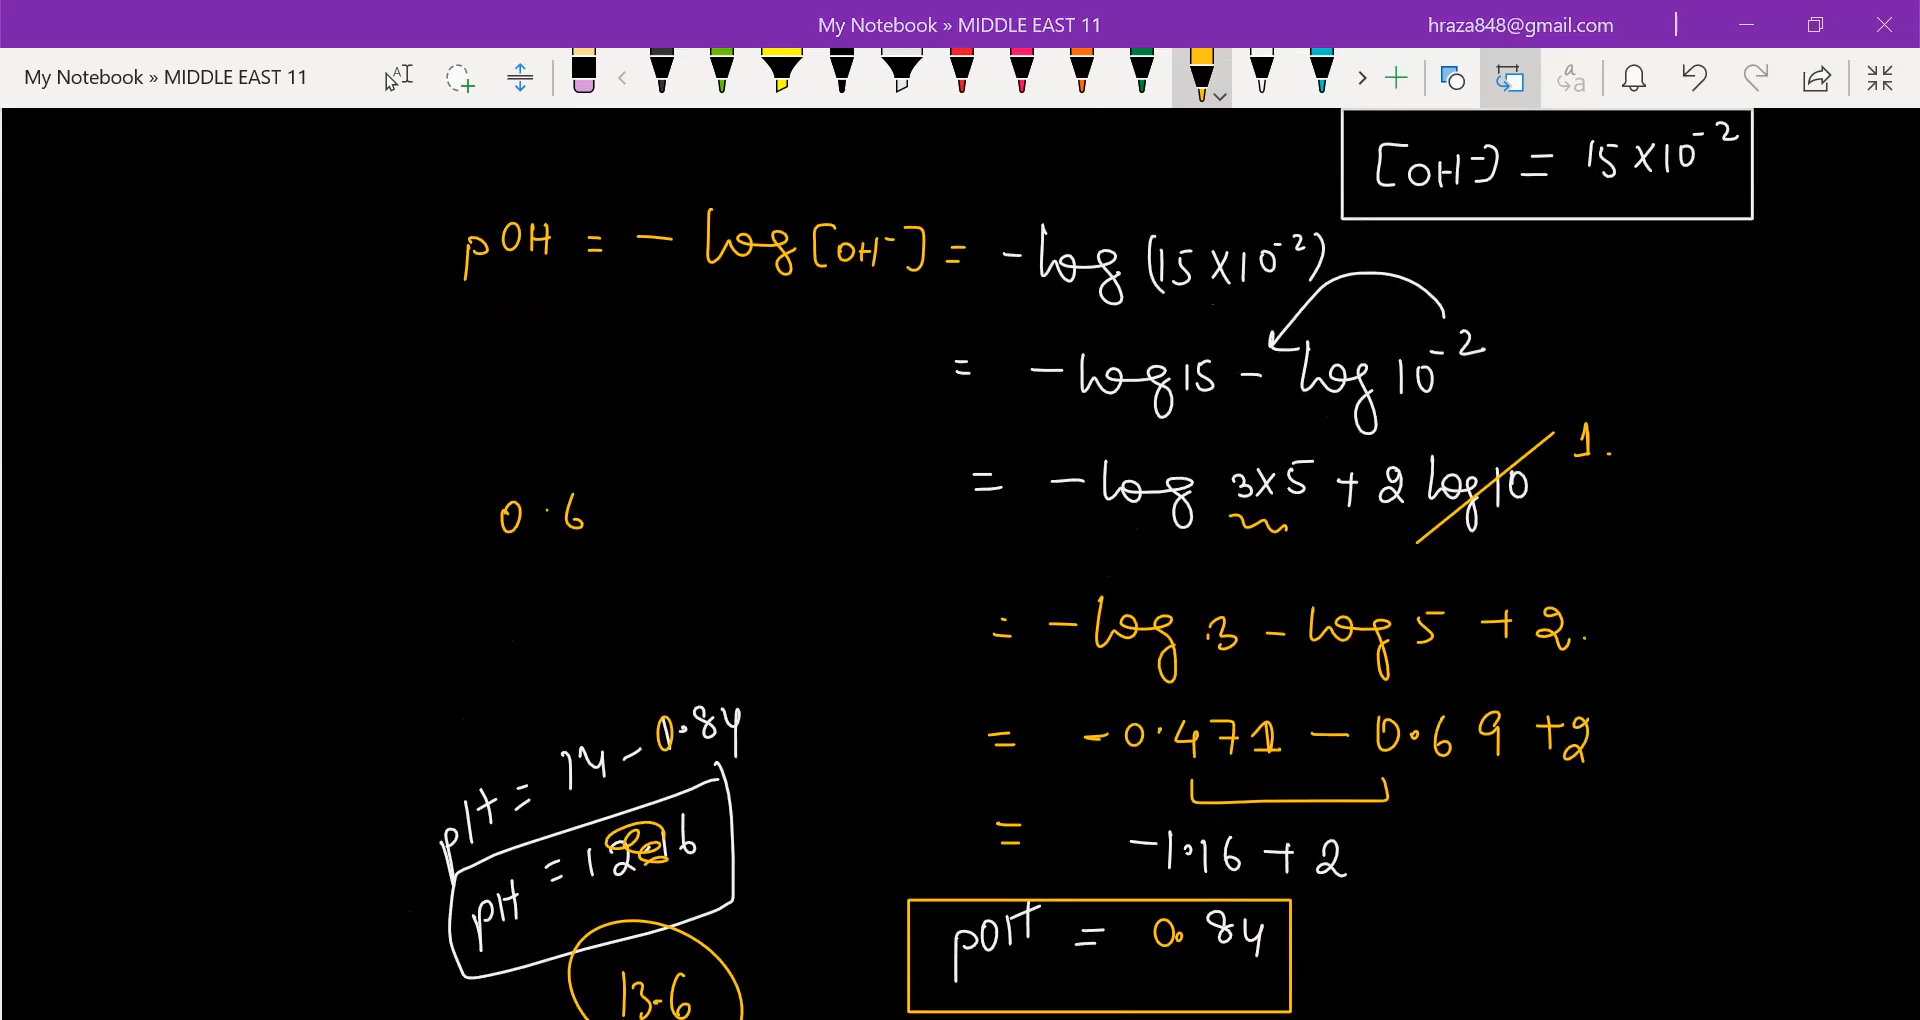 My Notebook » MIDDLE EAST 11
hraza848@gmail.com
My Notebook » MIDDLE EAST 11
[OH⁻] = 15 × 10⁻²
pOH = - log [OH⁻] = - log (15 × 10⁻²)
= - log 15 - log 10⁻²
= - log 3 × 5 + 2 log 10 1.
0.6
= - log 3 - log 5 + 2.
= - 0.471 - 0.69 + 2
= - 1.16 + 2
pOH = 0.84
pH = 14 - 0.84
pH = 12.16
13.6